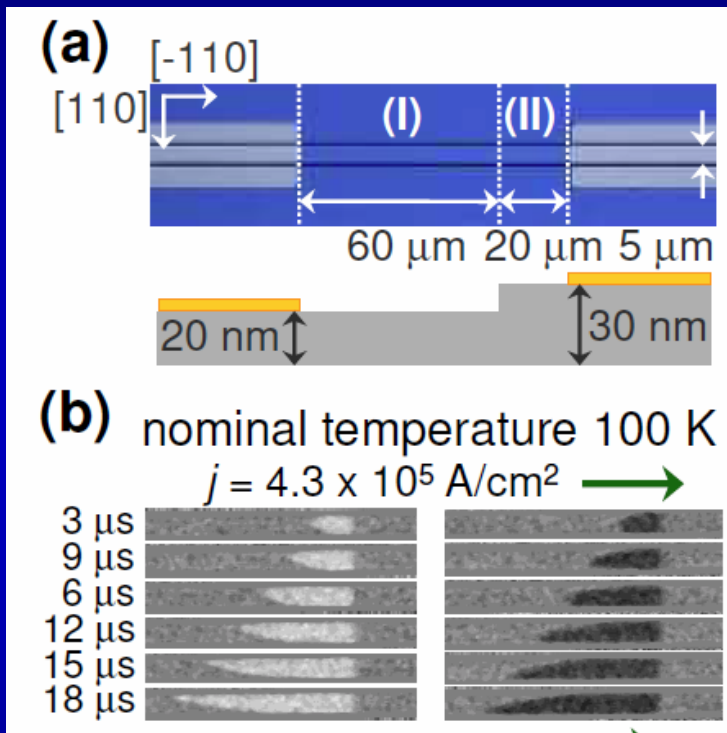 (a)
[-110]
[110]
(I) (II)
60 μm 20 μm 5 μm
20 nm 30 nm
(b) nominal temperature 100 K
j = 4.3 x 10⁵ A/cm²
3 μs
9 μs
6 μs
12 μs
15 μs
18 μs